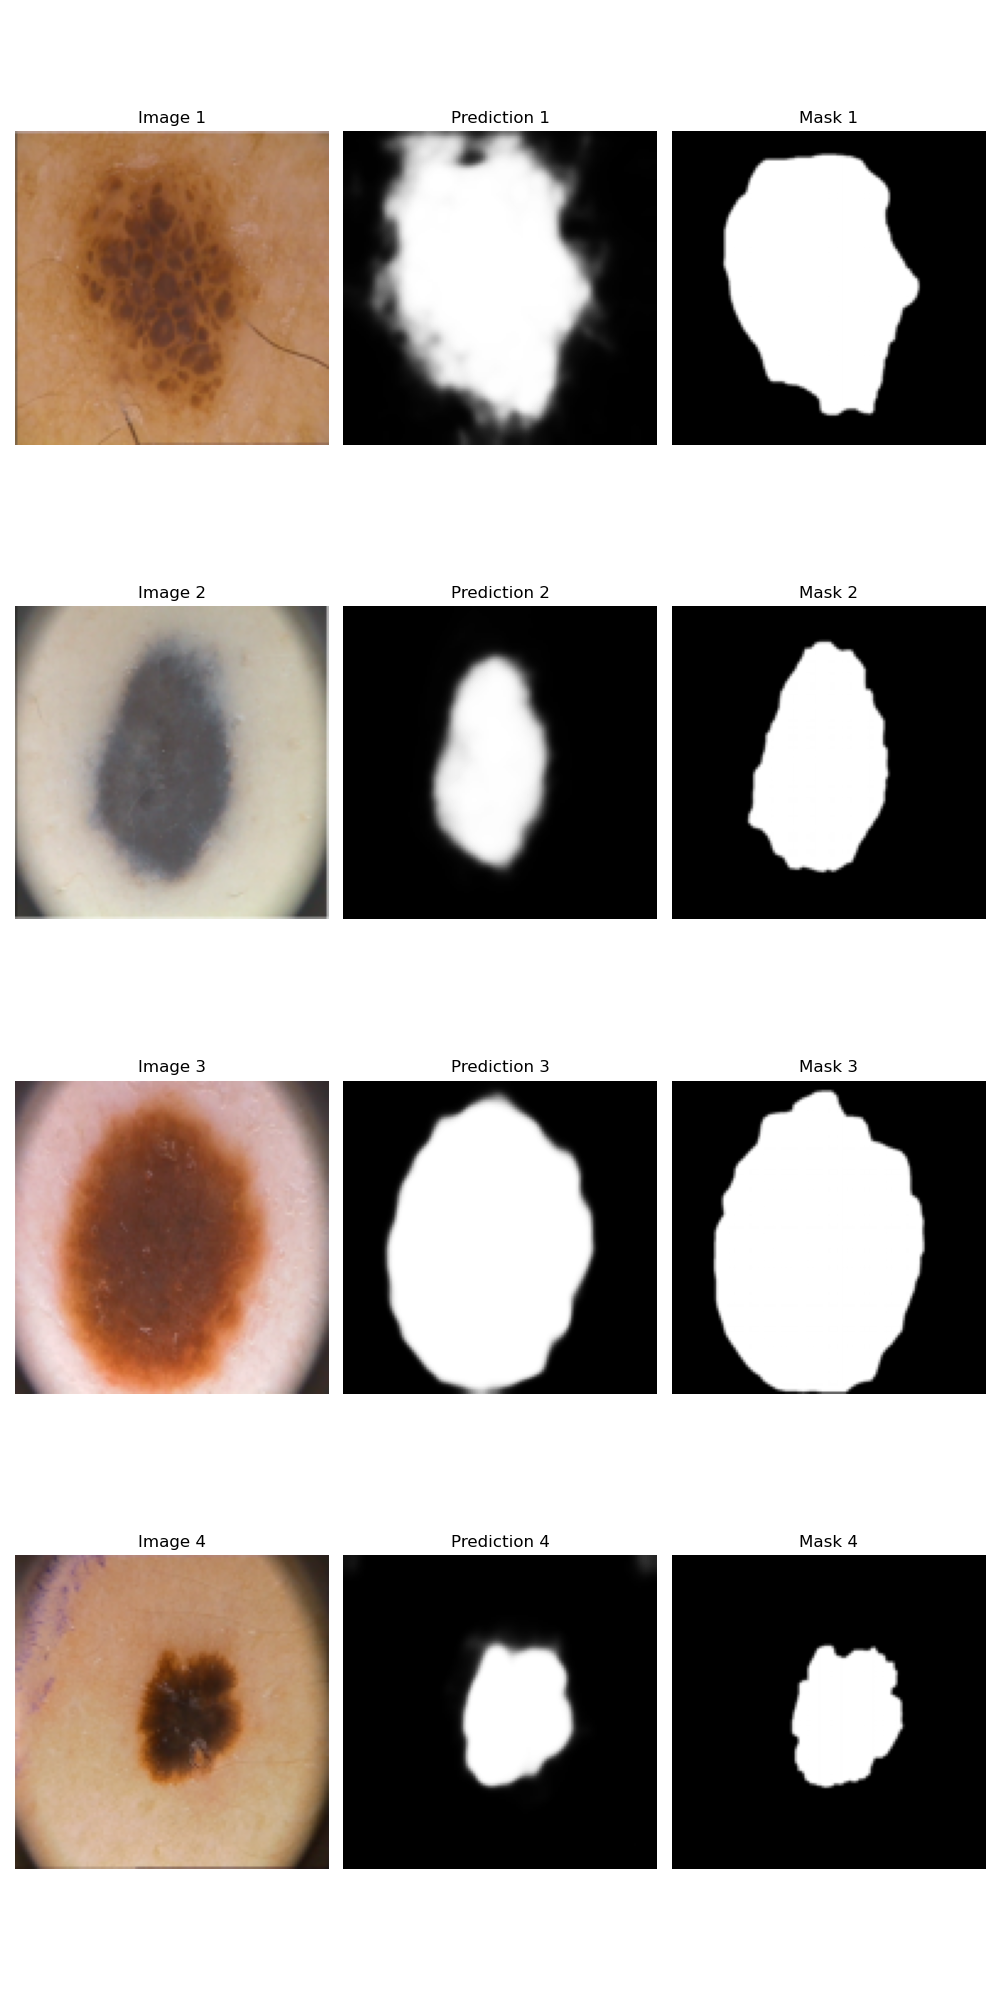 Image 1
Prediction 1
Mask 1
Image 2
Prediction 2
Mask 2
Image 3
Prediction 3
Mask 3
Image 4
Prediction 4
Mask 4